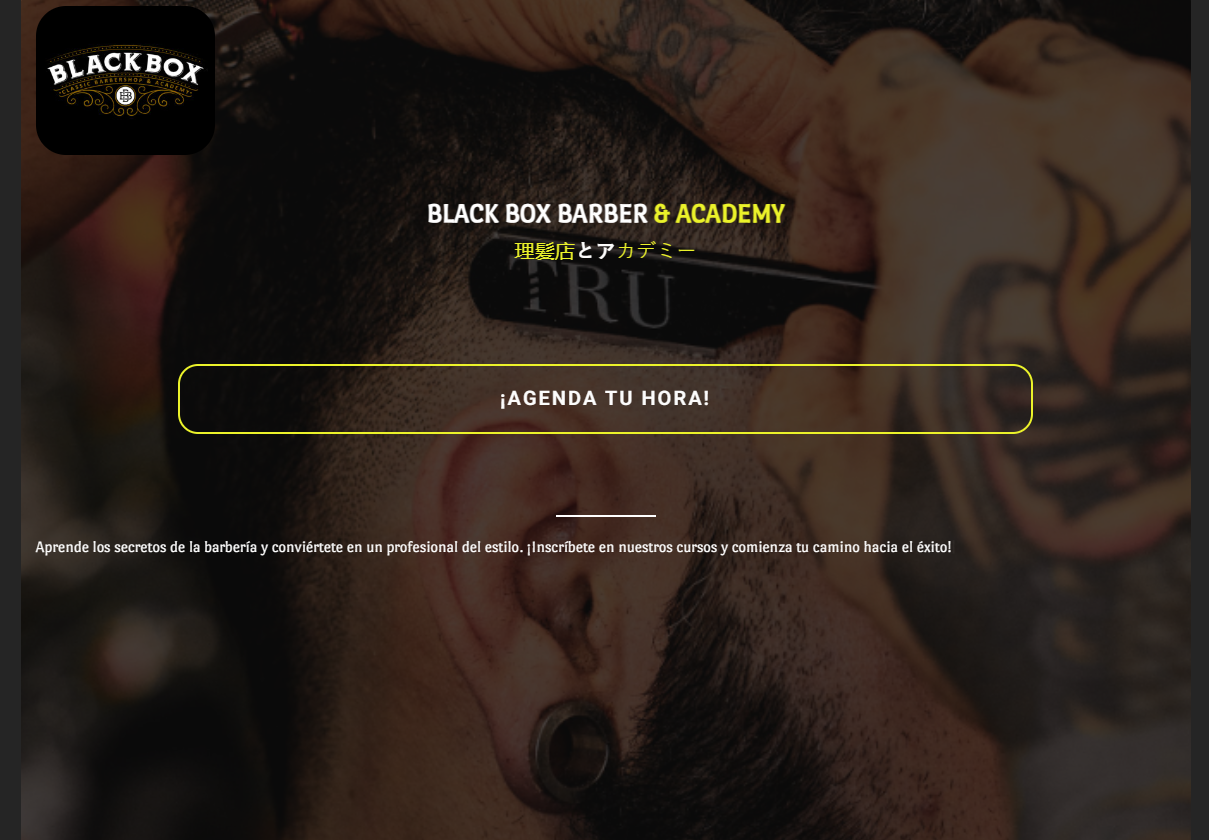 BLACK BOX
CLASSIC BARBERSHOP & ACADEMY
BLACK BOX BARBER & ACADEMY
理髪店とアカデミー
TRU
¡AGENDA TU HORA!
Aprende los secretos de la barbería y conviértete en un profesional del estilo. ¡Inscríbete en nuestros cursos y comienza tu camino hacia el éxito!